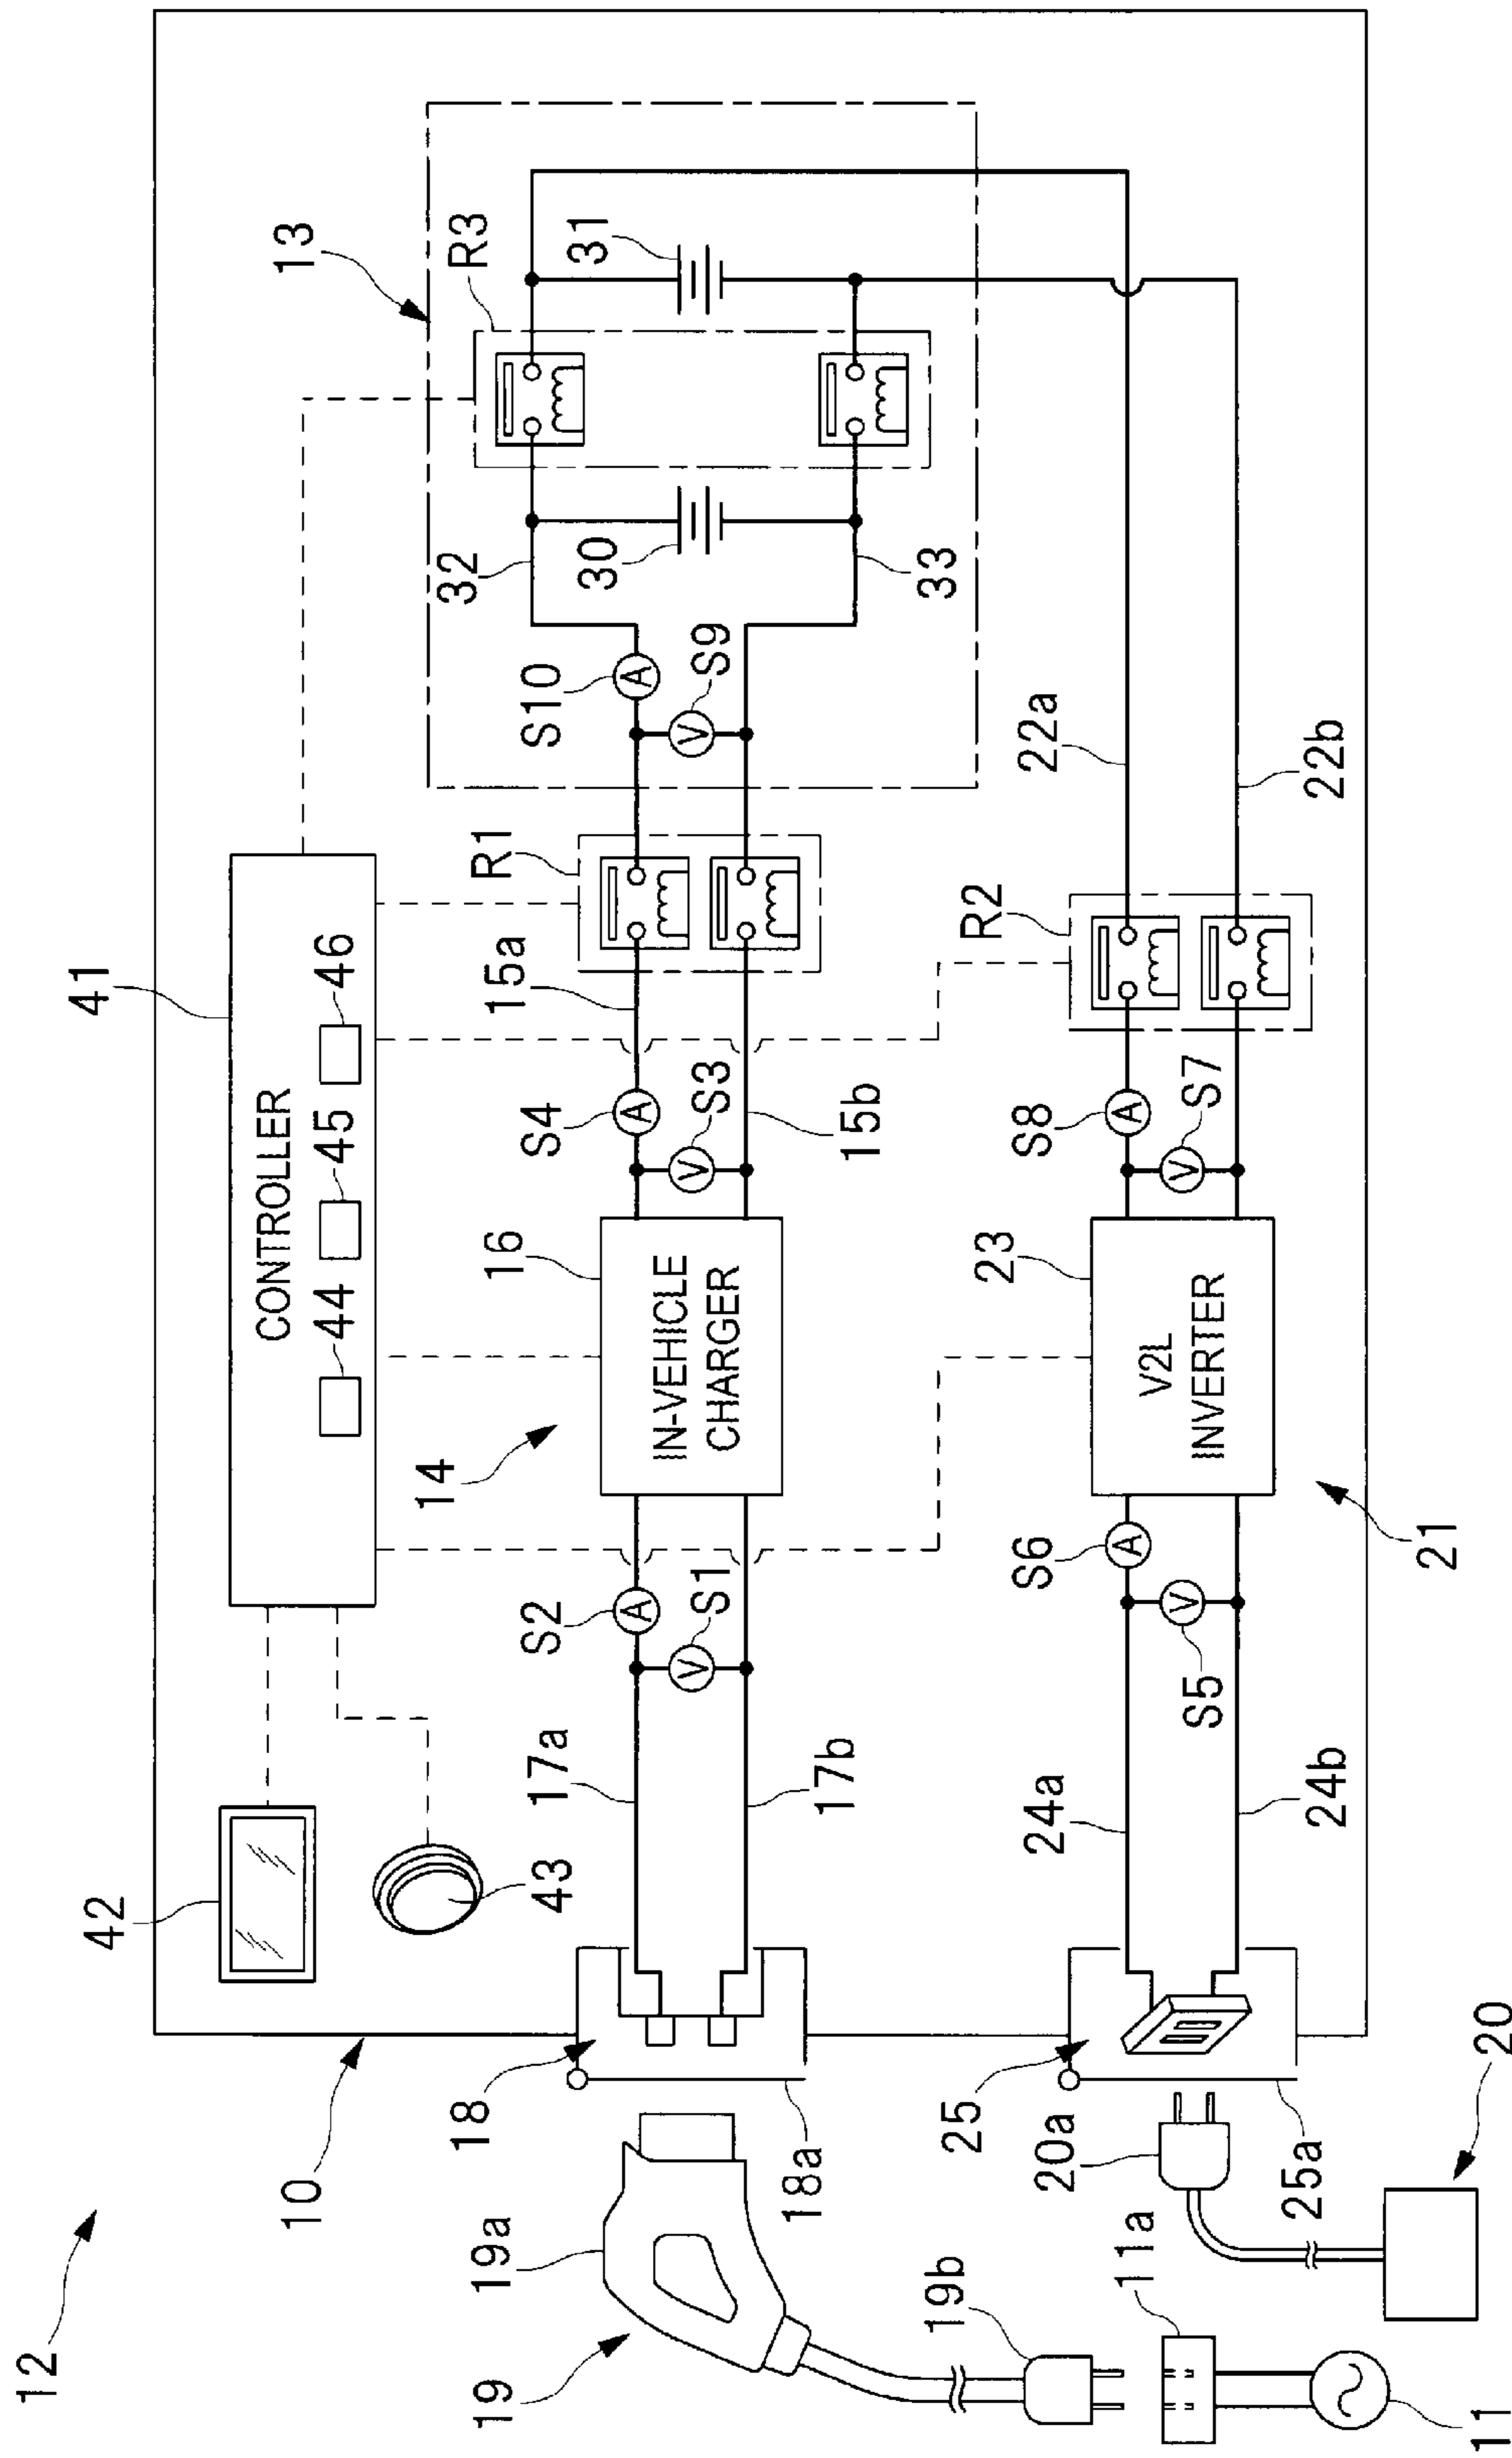 12
10
42
43
CONTROLLER
41
44
45
46
13
R3
31
30
32
33
S10
S9
R1
15a
15b
S4
S3
16
IN-VEHICLE
CHARGER
14
S2
A
S1
V
17a
17b
18
18a
19
19a
19b
11a
11
20
20a
25
25a
24a
24b
S5
V
S6
A
23
V2L
INVERTER
21
S8
A
S7
V
R2
22a
22b
A
V
A
V